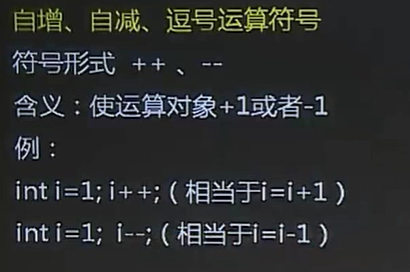 自增、自减、逗号运算符号
符号形式 ++ 、--
含义：使运算对象+1或者-1
例：
int i=1; i++;（相当于i=i+1）
int i=1; i--;（相当于i=i-1）